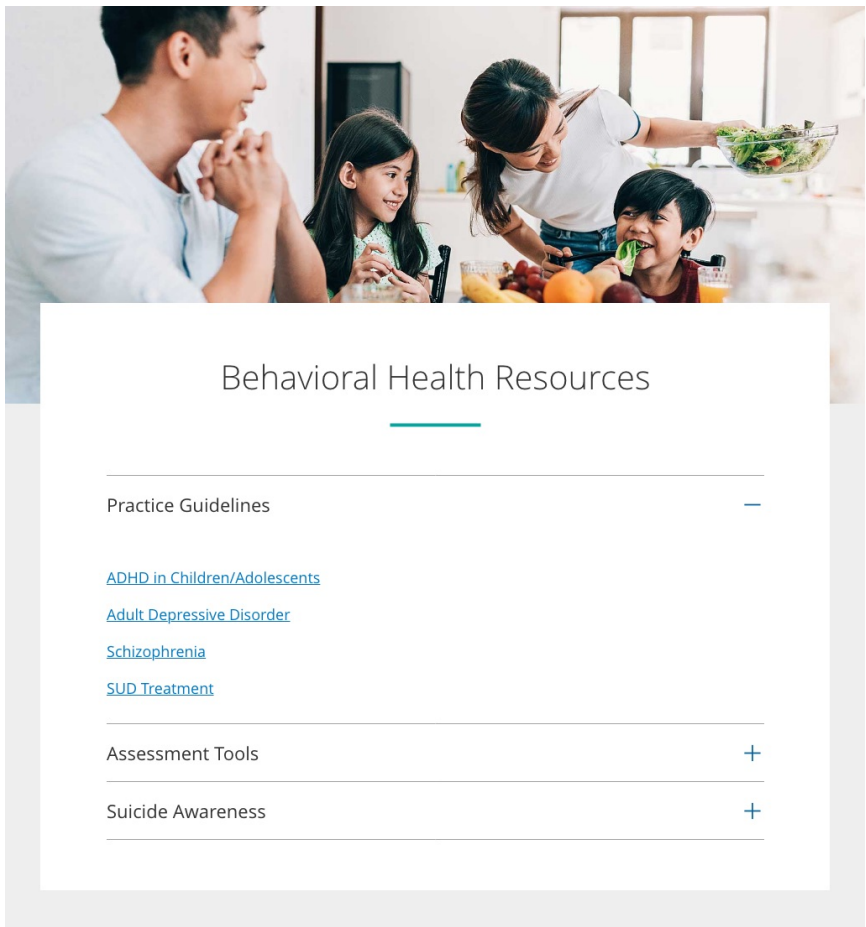 Behavioral Health Resources
Practice Guidelines
ADHD in Children/Adolescents
Adult Depressive Disorder
Schizophrenia
SUD Treatment
Assessment Tools
Suicide Awareness